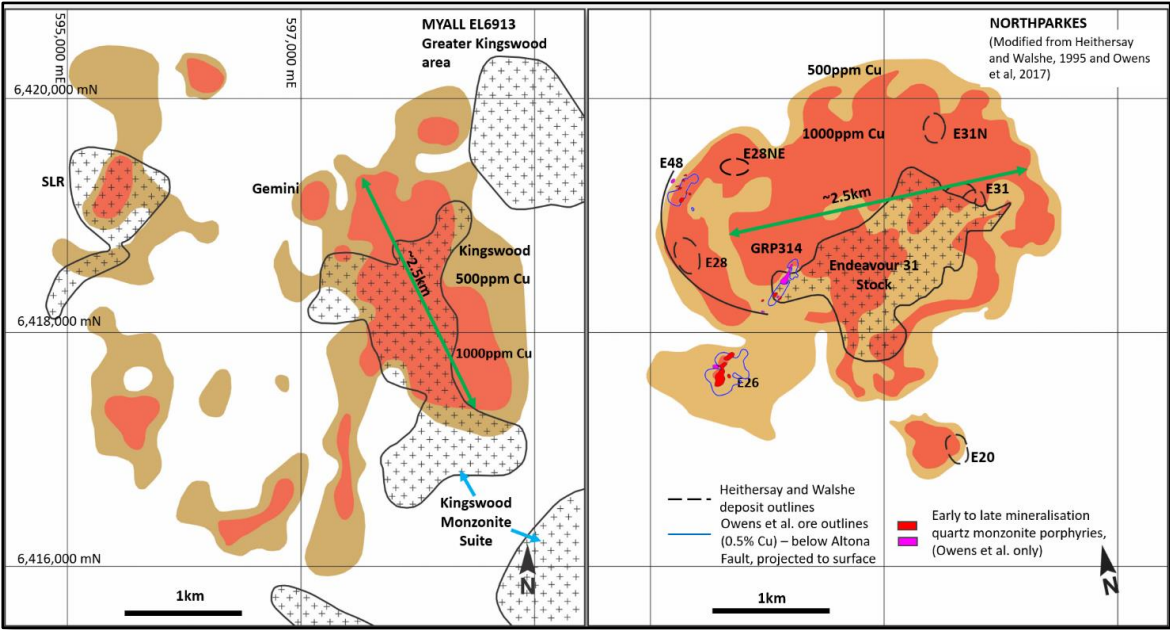 595,000 mE
597,000 mE
MYALL EL6913
Greater Kingswood
area
6,420,000 mN
SLR
Gemini
Kingswood
500ppm Cu
~2.5km
6,418,000 mN
1000ppm Cu
Kingswood
Monzonite
Suite
6,416,000 mN
N
1km
NORTHPARKES
(Modified from Heithersay
and Walshe, 1995 and Owens
et al, 2017)
500ppm Cu
1000ppm Cu
E31N
E28NE
E48
~2.5km
E31
GRP314
E28
Endeavour 31
Stock
E26
E20
Heithersay and Walshe
deposit outlines
Owens et al. ore outlines
(0.5% Cu) – below Altona
Fault, projected to surface
Early to late mineralisation
quartz monzonite porphyries,
(Owens et al. only)
1km
N